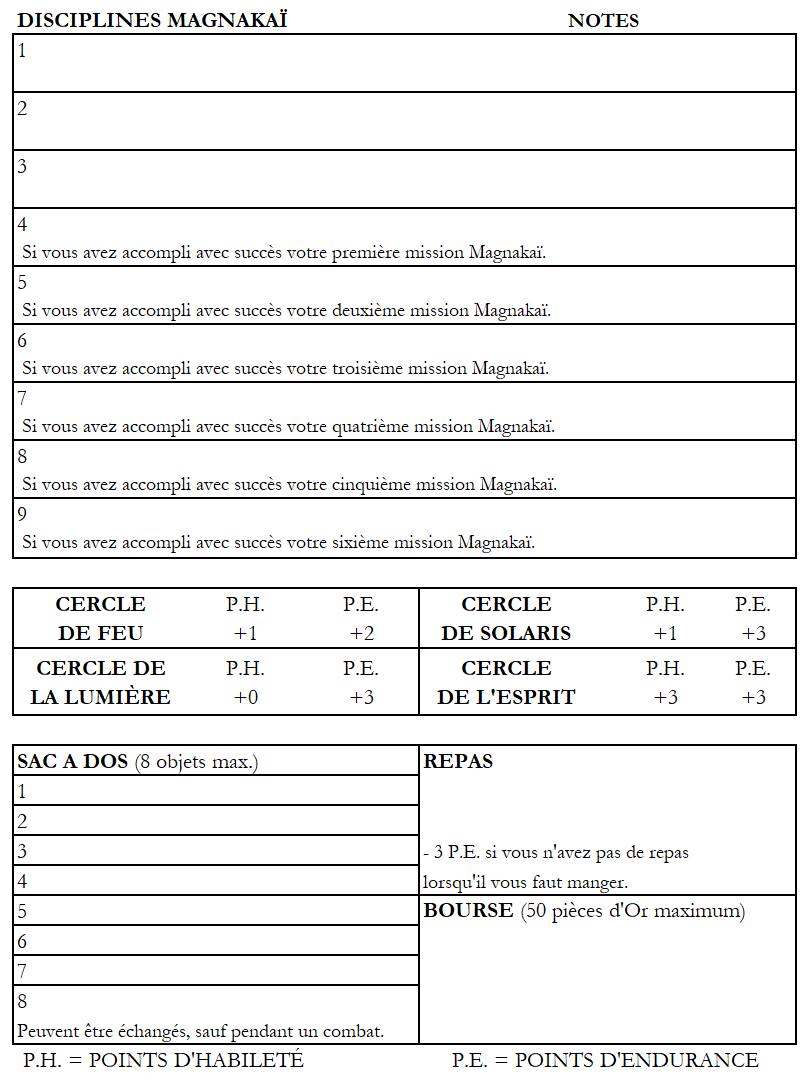 DISCIPLINES MAGNAKAÏ NOTES
1
2
3
4
Si vous avez accompli avec succès votre première mission Magnakaï.
5
Si vous avez accompli avec succès votre deuxième mission Magnakaï.
6
Si vous avez accompli avec succès votre troisième mission Magnakaï.
7
Si vous avez accompli avec succès votre quatrième mission Magnakaï.
8
Si vous avez accompli avec succès votre cinquième mission Magnakaï.
9
Si vous avez accompli avec succès votre sixième mission Magnakaï.
CERCLE P.H. P.E. CERCLE P.H. P.E.
DE FEU +1 +2 DE SOLARIS +1 +3
CERCLE DE P.H. P.E. CERCLE P.H. P.E.
LA LUMIÈRE +0 +3 DE L'ESPRIT +3 +3
SAC A DOS (8 objets max.)
1
2
3
4
5
6
7
8
Peuvent être échangés, sauf pendant un combat.
REPAS
- 3 P.E. si vous n'avez pas de repas
lorsqu'il vous faut manger.
BOURSE (50 pièces d'Or maximum)
P.H. = POINTS D'HABILETÉ P.E. = POINTS D'ENDURANCE